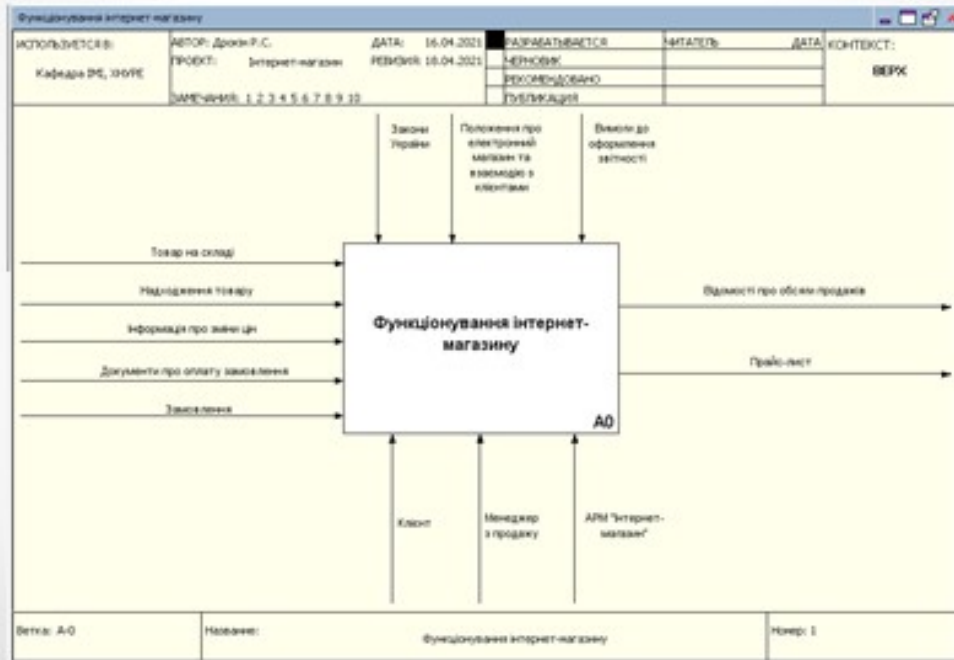 Функціонування інтернет-магазину
ИСПОЛЬЗУЕТСЯ В:
Кафедра ІМІ, ХНУРЕ
АВТОР: Дрокін Р.С.
ПРОЕКТ: Інтернет-магазин
ЗАМЕЧАНИЯ: 1 2 3 4 5 6 7 8 9 10
ДАТА: 16.04.2021
РЕВИЗИЯ: 18.04.2021
РАЗРАБАТЫВАЕТСЯ
ЧЕРНОВИК
РЕКОМЕНДОВАНО
ПУБЛИКАЦИЯ
ЧИТАТЕЛЬ ДАТА
КОНТЕКСТ:
ВЕРХ
Закони
України
Положення про
електронний
магазин та
взаємодію з
клієнтами
Вимоги до
оформлення
звітності
Товар на складі
Надходження товару
Інформація про зміни цін
Документи про оплату замовлення
Замовлення
Функціонування інтернет-
магазину
A0
Відомості про обсяги продажів
Прайс-лист
Клієнт
Менеджер
з продажу
АРМ "Інтернет-
магазин"
Ветка: A-0
Название:
Функціонування інтернет-магазину
Номер: 1